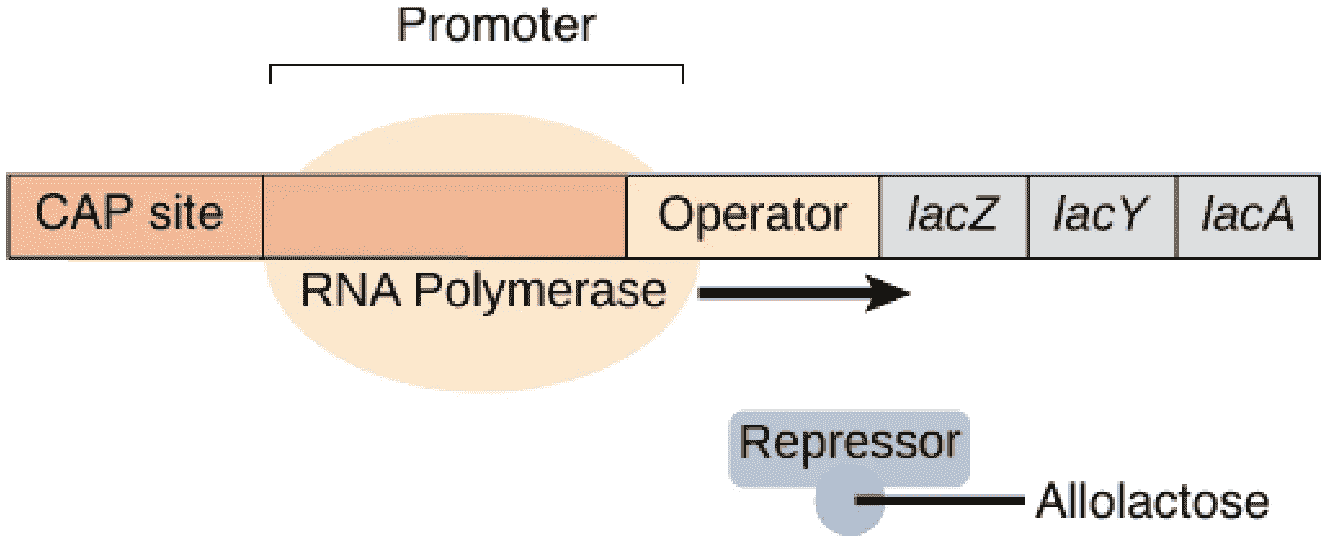 Promoter
CAP site
Operator
lacZ
lacY
lacA
RNA Polymerase
Repressor
Allolactose